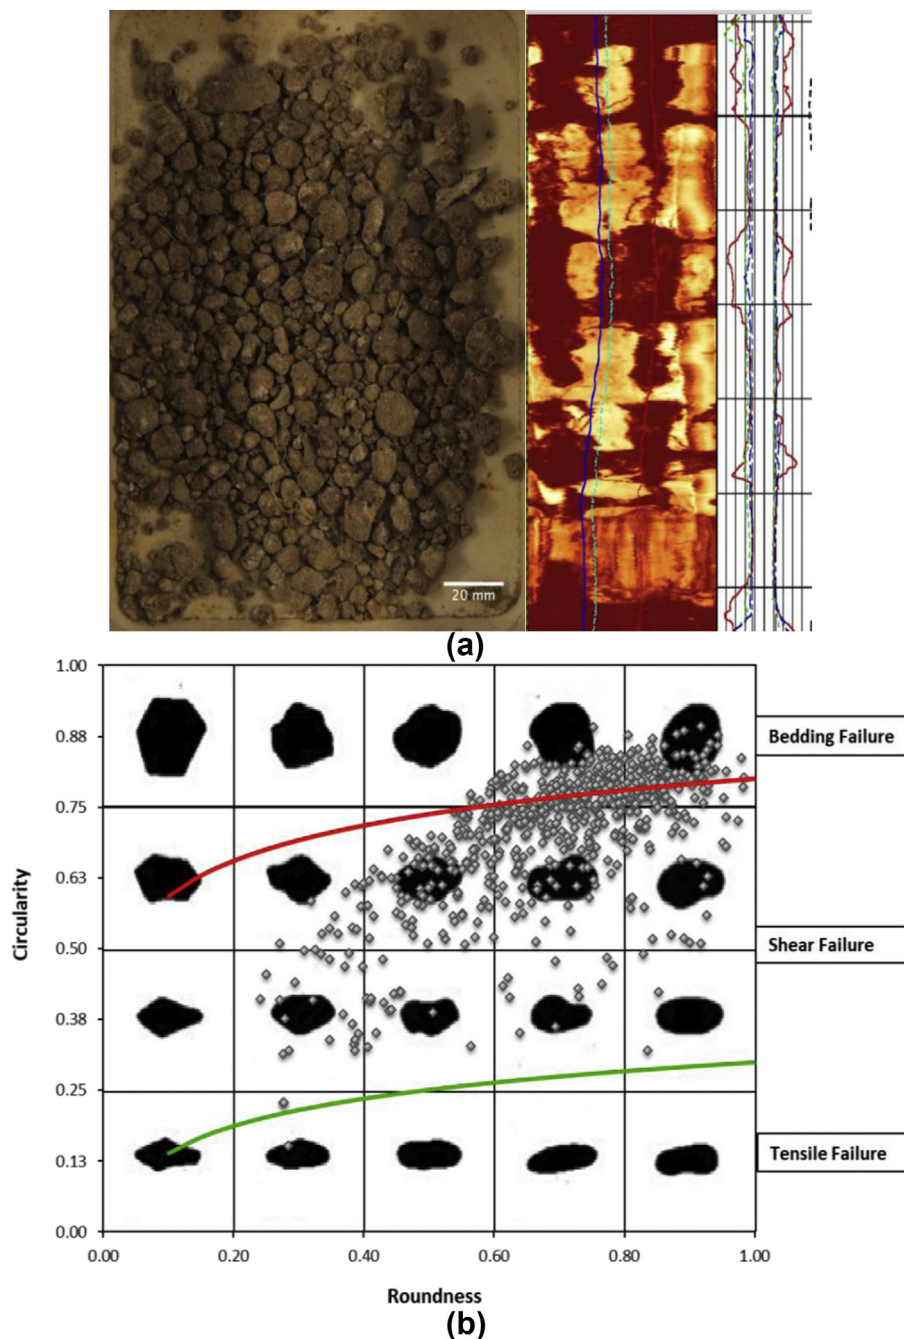 20 mm
(a)
1.00
0.88
0.75
0.63
0.50
0.38
0.25
0.13
0.00
Circularity
Bedding Failure
Shear Failure
Tensile Failure
0.00 0.20 0.40 0.60 0.80 1.00
Roundness
(b)